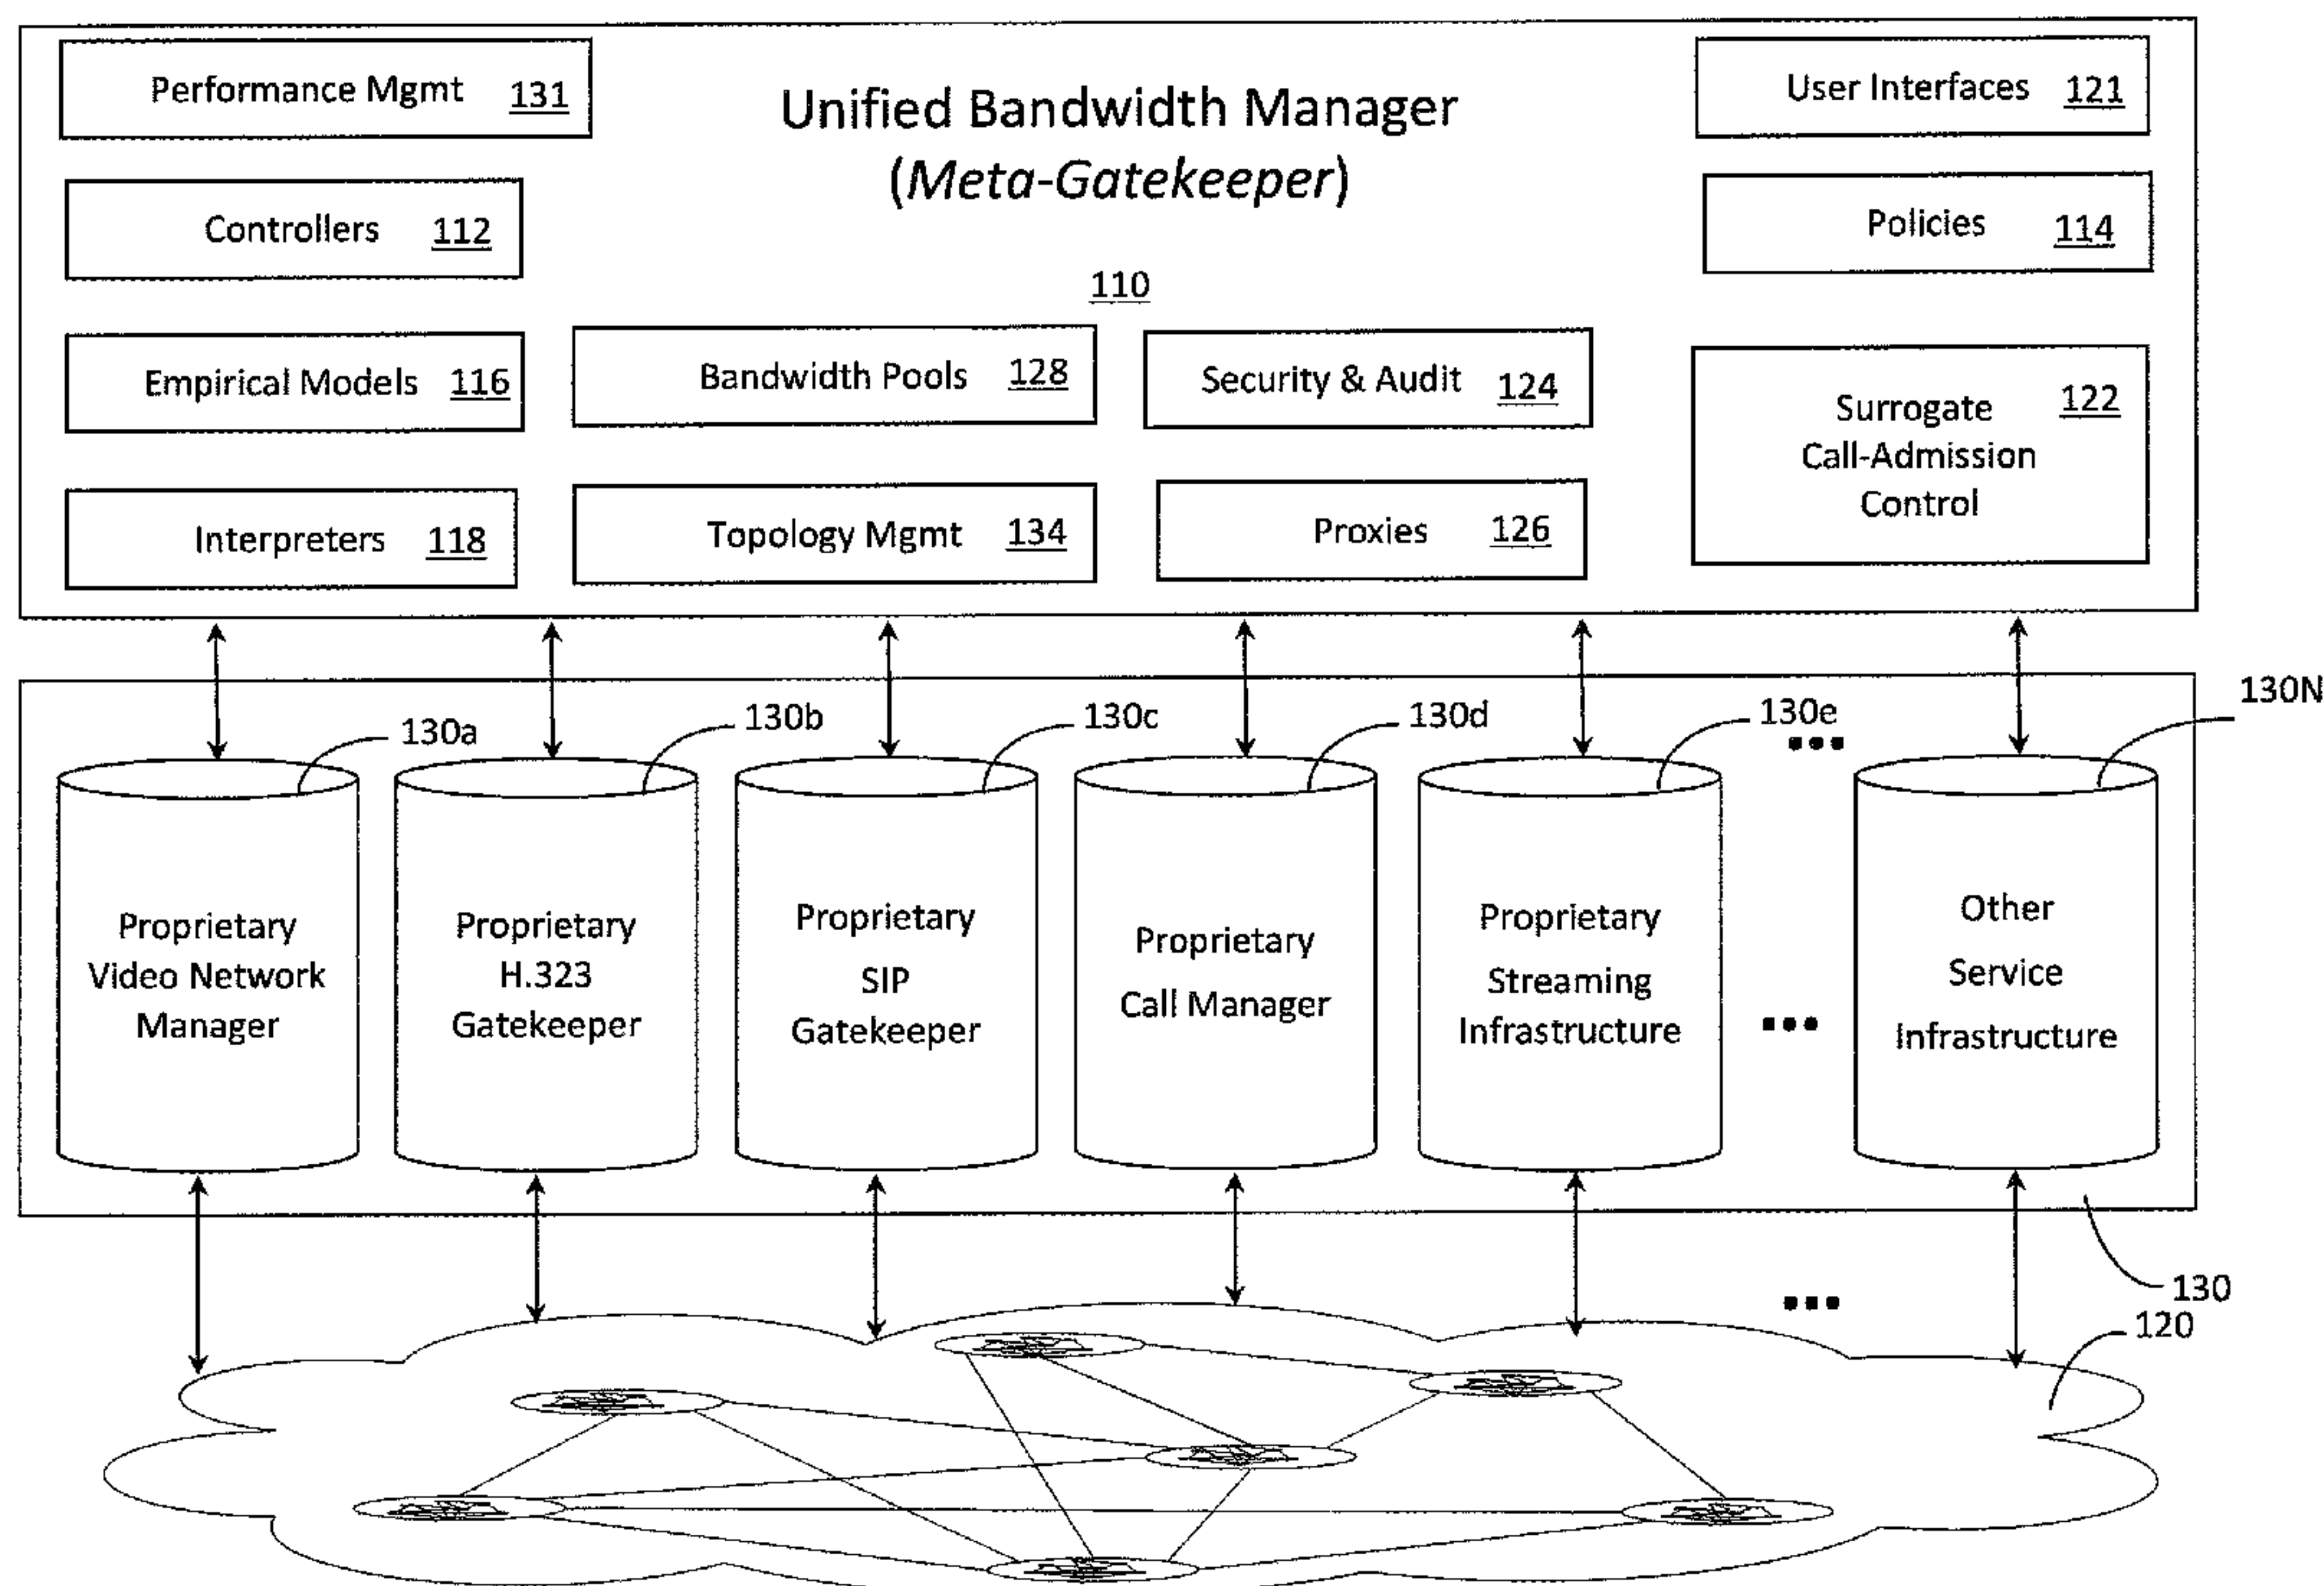 Performance Mgmt 131
Unified Bandwidth Manager
(Meta-Gatekeeper)
User Interfaces 121
Controllers 112
Policies 114
110
Empirical Models 116
Bandwidth Pools 128
Security & Audit 124
Surrogate 122
Call-Admission
Control
Interpreters 118
Topology Mgmt 134
Proxies 126
130a
130b
130c
130d
130e
130N
Proprietary
Video Network
Manager
Proprietary
H.323
Gatekeeper
Proprietary
SIP
Gatekeeper
Proprietary
Call Manager
Proprietary
Streaming
Infrastructure
Other
Service
Infrastructure
130
120